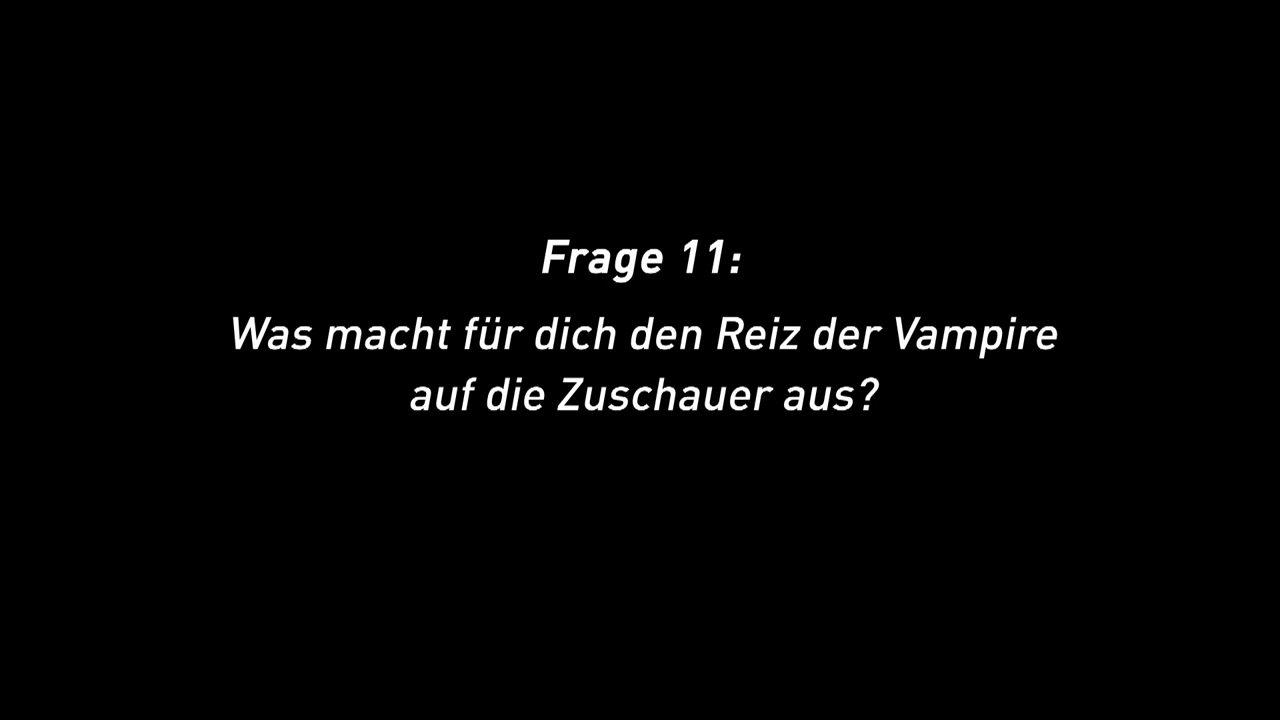 Frage 11:
Was macht für dich den Reiz der Vampire
auf die Zuschauer aus?